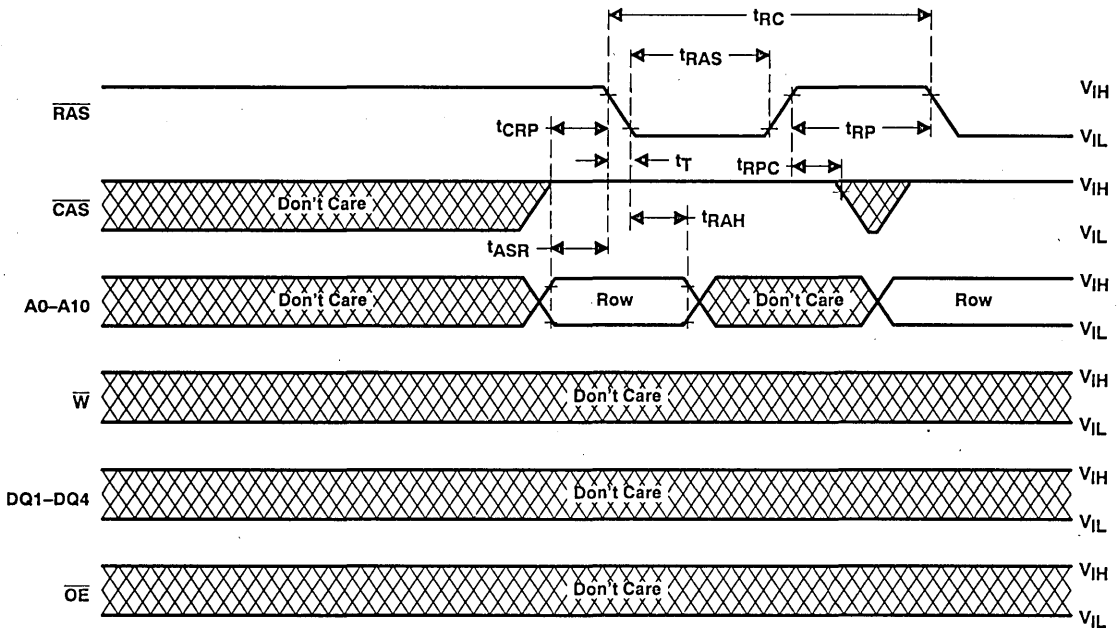 tRC
tRAS
RAS
VIH
VIL
tCRP
tT
tRP
tRPC
CAS
Don't Care
VIH
VIL
tASR
tRAH
A0–A10
Don't Care
Row
Don't Care
Row
VIH
VIL
W
Don't Care
VIH
VIL
DQ1–DQ4
Don't Care
VIH
VIL
OE
Don't Care
VIH
VIL